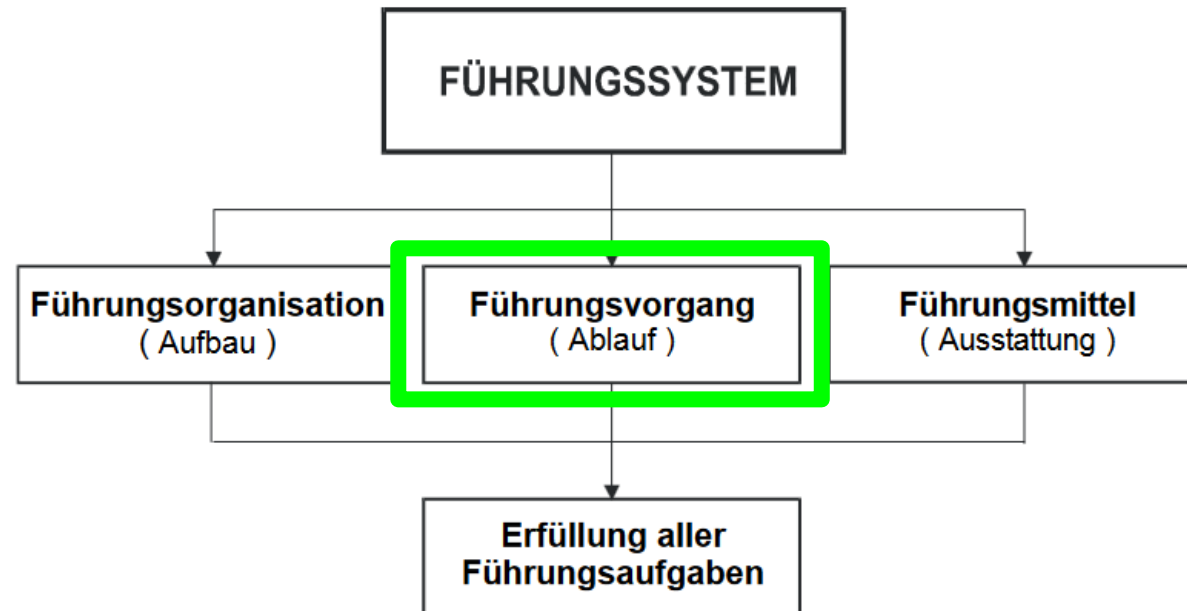 FÜHRUNGSSYSTEM
Führungsorganisation
( Aufbau )
Führungsvorgang
( Ablauf )
Führungsmittel
( Ausstattung )
Erfüllung aller
Führungsaufgaben